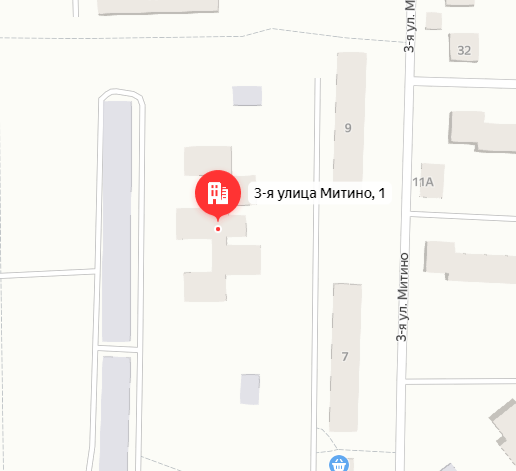 3-я ул. М
32
9
11А
3-я улица Митино, 1
3-я ул. Митино
7